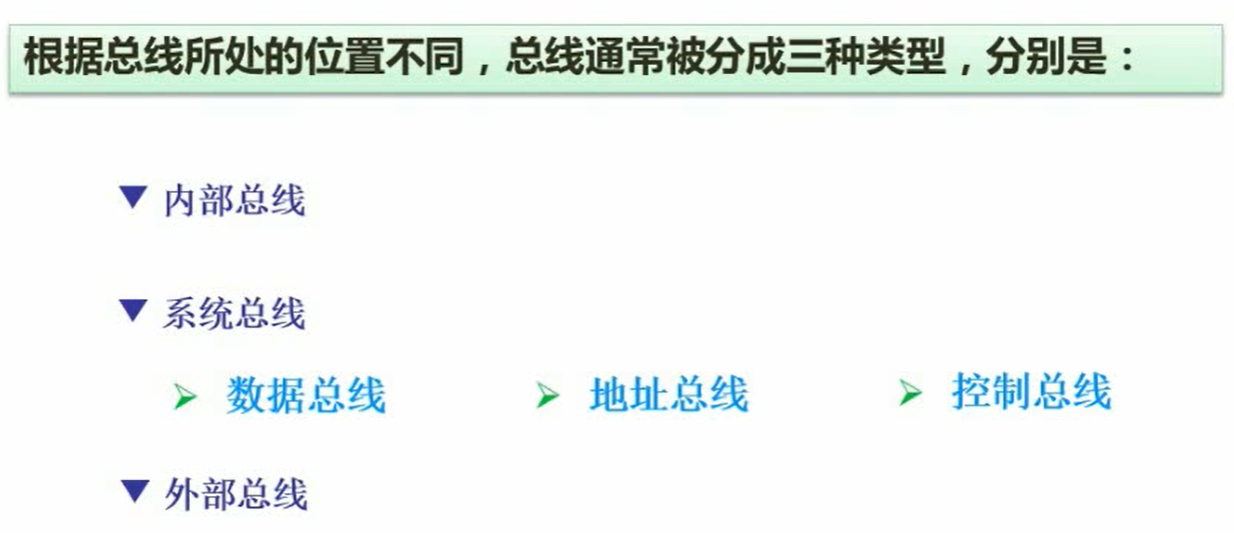 根据总线所处的位置不同，总线通常被分成三种类型，分别是：
▼ 内部总线
▼ 系统总线
➢ 数据总线 ➢ 地址总线 ➢ 控制总线
▼ 外部总线